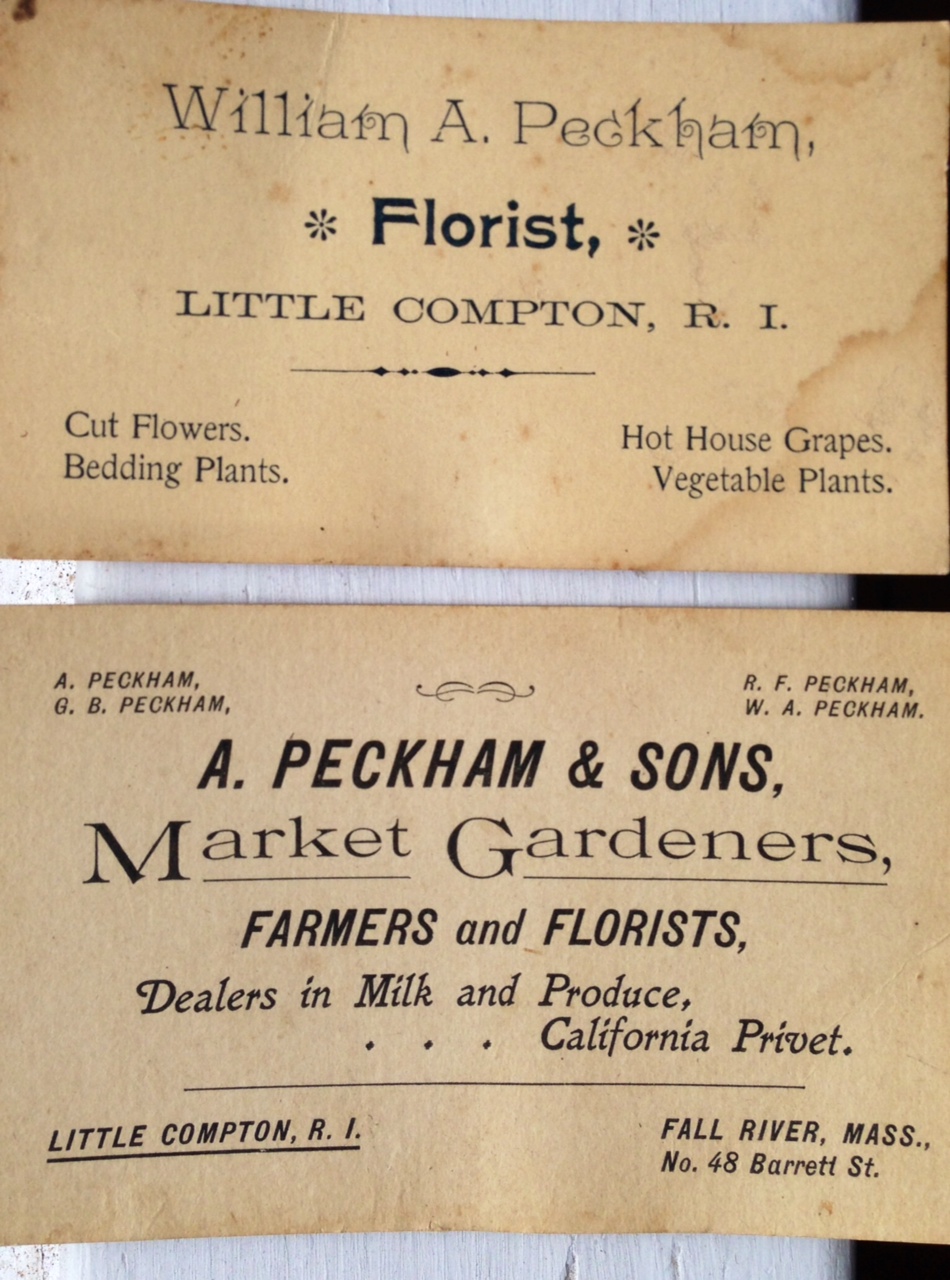 William A. Peckham,
Florist,
LITTLE COMPTON, R. I.
Cut Flowers.
Bedding Plants.
Hot House Grapes.
Vegetable Plants.
A. PECKHAM,
G. B. PECKHAM,
R. F. PECKHAM,
W. A. PECKHAM.
A. PECKHAM & SONS,
Market Gardeners,
FARMERS and FLORISTS,
Dealers in Milk and Produce,
. . . California Privet.
LITTLE COMPTON, R. I.
FALL RIVER, MASS.,
No. 48 Barrett St.